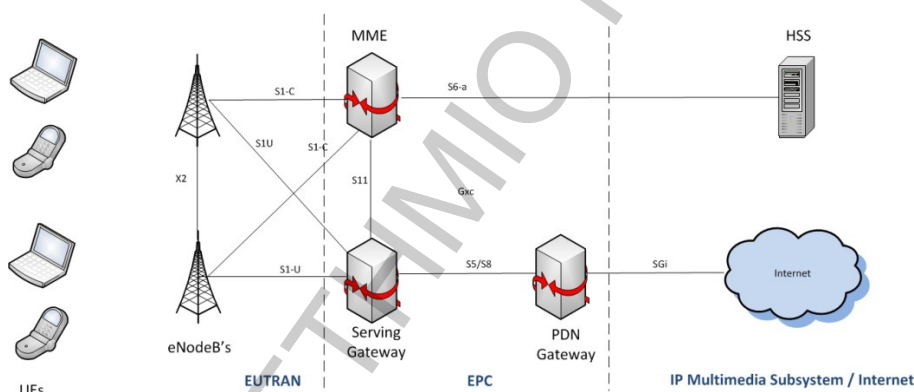 MME
HSS
S1-C
S6-a
S1U
S1-C
X2
S11
Gxc
S1-U
S5/S8
SGi
Internet
eNodeB's
Serving
Gateway
PDN
Gateway
UEs
EUTRAN
EPC
IP Multimedia Subsystem / Internet